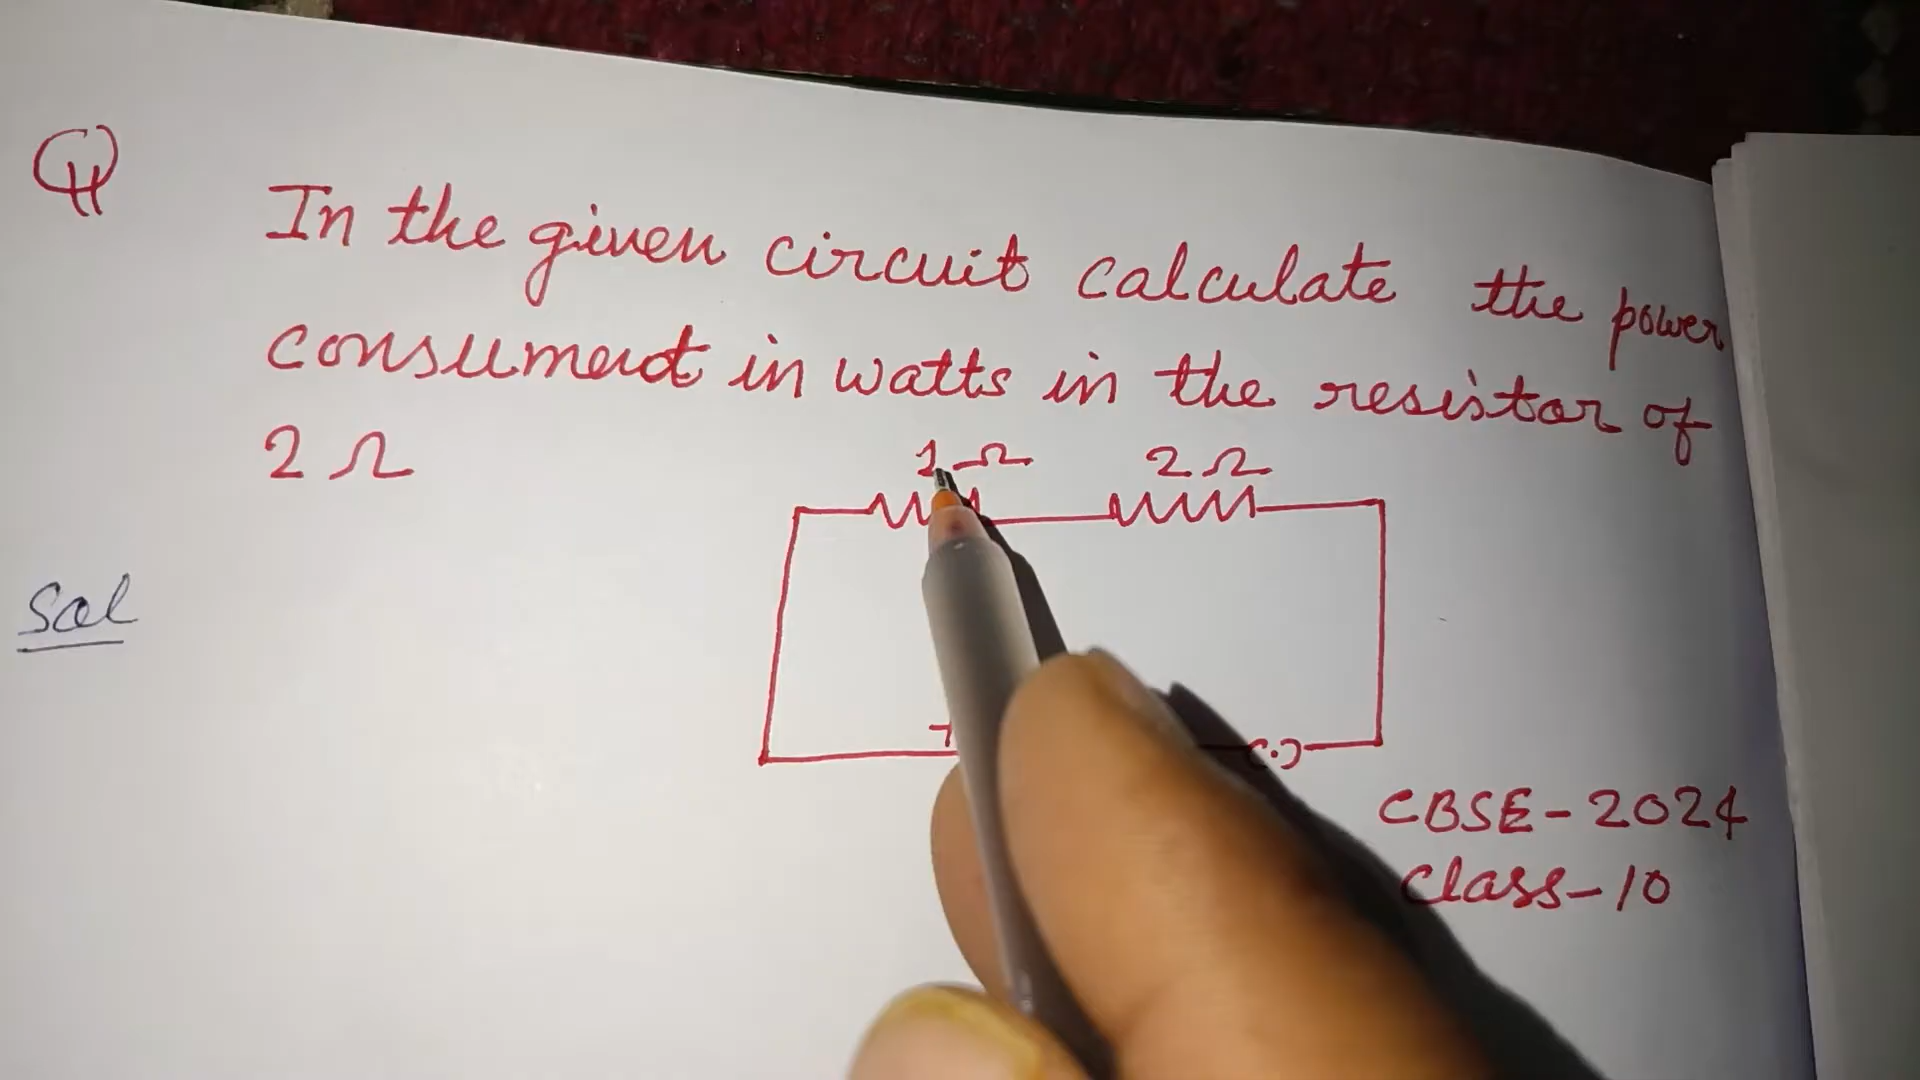 Q
In the given circuit calculate the power
consumed in watts in the resistor of
2 Ω
1 Ω 2 Ω
Sol
+
CBSE-2024
Class-10